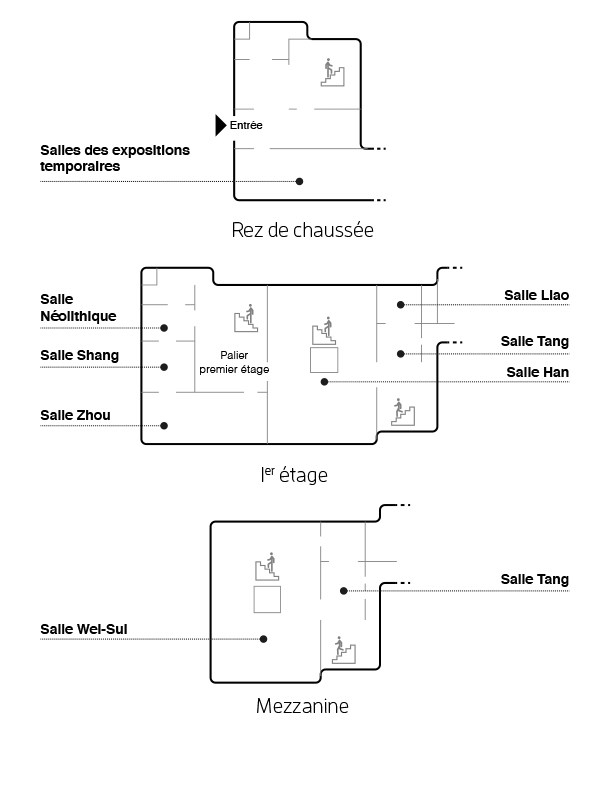 Entrée
Salles des expositions
temporaires
Rez de chaussée
Salle
Néolithique
Salle Shang
Salle Zhou
Palier
premier étage
Salle Liao
Salle Tang
Salle Han
Ier étage
Salle Tang
Salle Wei-Sui
Mezzanine